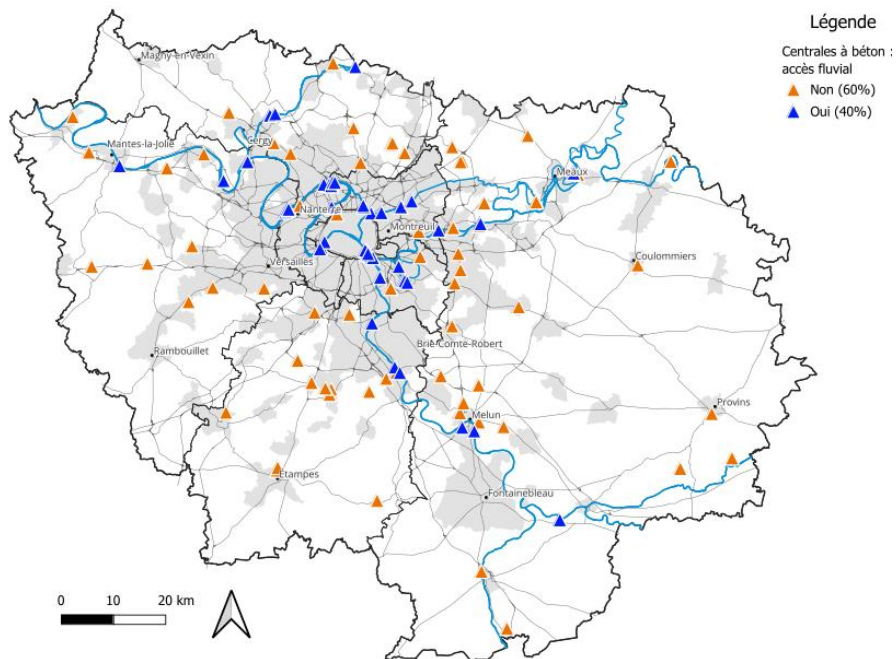 Légende
Centrales à béton :
accès fluvial
Non (60%)
Oui (40%)
Magny-en-Vexin
Mantes-la-Jolie
Cergy
Meaux
Nanterre
Montreuil
Versailles
Coulommiers
Rambouillet
Brie-Comte-Robert
Provins
Melun
Étampes
Fontainebleau
0 10 20 km